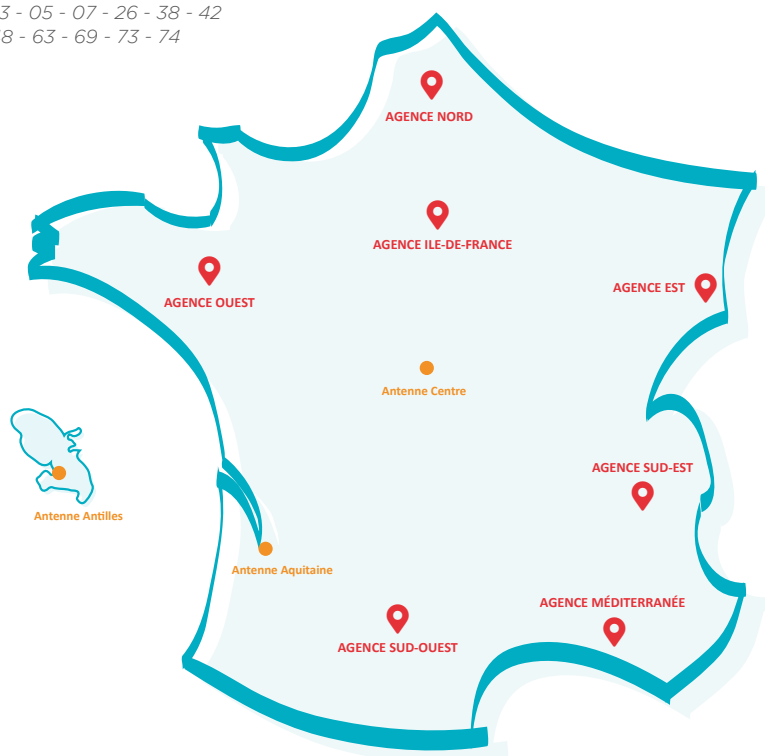 3 - 05 - 07 - 26 - 38 - 42
8 - 63 - 69 - 73 - 74
AGENCE NORD
AGENCE ILE-DE-FRANCE
AGENCE OUEST
AGENCE EST
Antenne Centre
AGENCE SUD-EST
Antenne Antilles
Antenne Aquitaine
AGENCE MÉDITERRANÉE
AGENCE SUD-OUEST